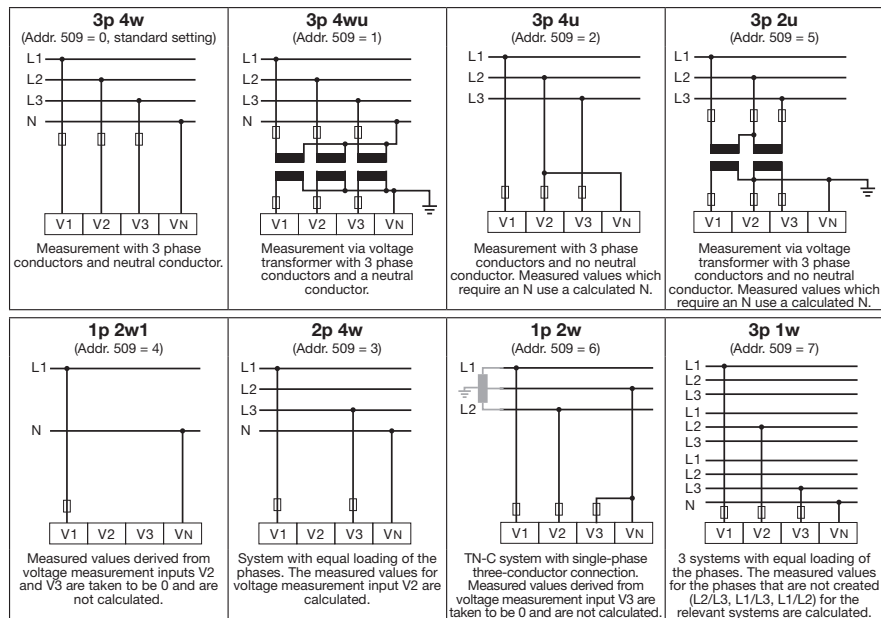 3p 4w
(Addr. 509 = 0, standard setting)
L1
L2
L3
N
V1 V2 V3 VN
Measurement with 3 phase
conductors and neutral conductor.
3p 4wu
(Addr. 509 = 1)
L1
L2
L3
N
V1 V2 V3 VN
Measurement via voltage
transformer with 3 phase
conductors and a neutral
conductor.
3p 4u
(Addr. 509 = 2)
L1
L2
L3
V1 V2 V3 VN
Measurement with 3 phase
conductors and no neutral
conductor. Measured values which
require an N use a calculated N.
3p 2u
(Addr. 509 = 5)
L1
L2
L3
V1 V2 V3 VN
Measurement via voltage
transformer with 3 phase
conductors and no neutral
conductor. Measured values which
require an N use a calculated N.
1p 2w1
(Addr. 509 = 4)
L1
N
V1 V2 V3 VN
Measured values derived from
voltage measurement inputs V2
and V3 are taken to be 0 and are
not calculated.
2p 4w
(Addr. 509 = 3)
L1
L2
L3
N
V1 V2 V3 VN
System with equal loading of the
phases. The measured values for
voltage measurement input V2 are
calculated.
1p 2w
(Addr. 509 = 6)
L1
L2
V1 V2 V3 VN
TN-C system with single-phase
three-conductor connection.
Measured values derived from
voltage measurement input V3 are
taken to be 0 and are not calculated.
3p 1w
(Addr. 509 = 7)
L1
L2
L3
L1
L2
L3
L1
L2
L3
N
V1 V2 V3 VN
3 systems with equal loading of
the phases. The measured values
for the phases that are not created
(L2/L3, L1/L3, L1/L2) for the
relevant systems are calculated.